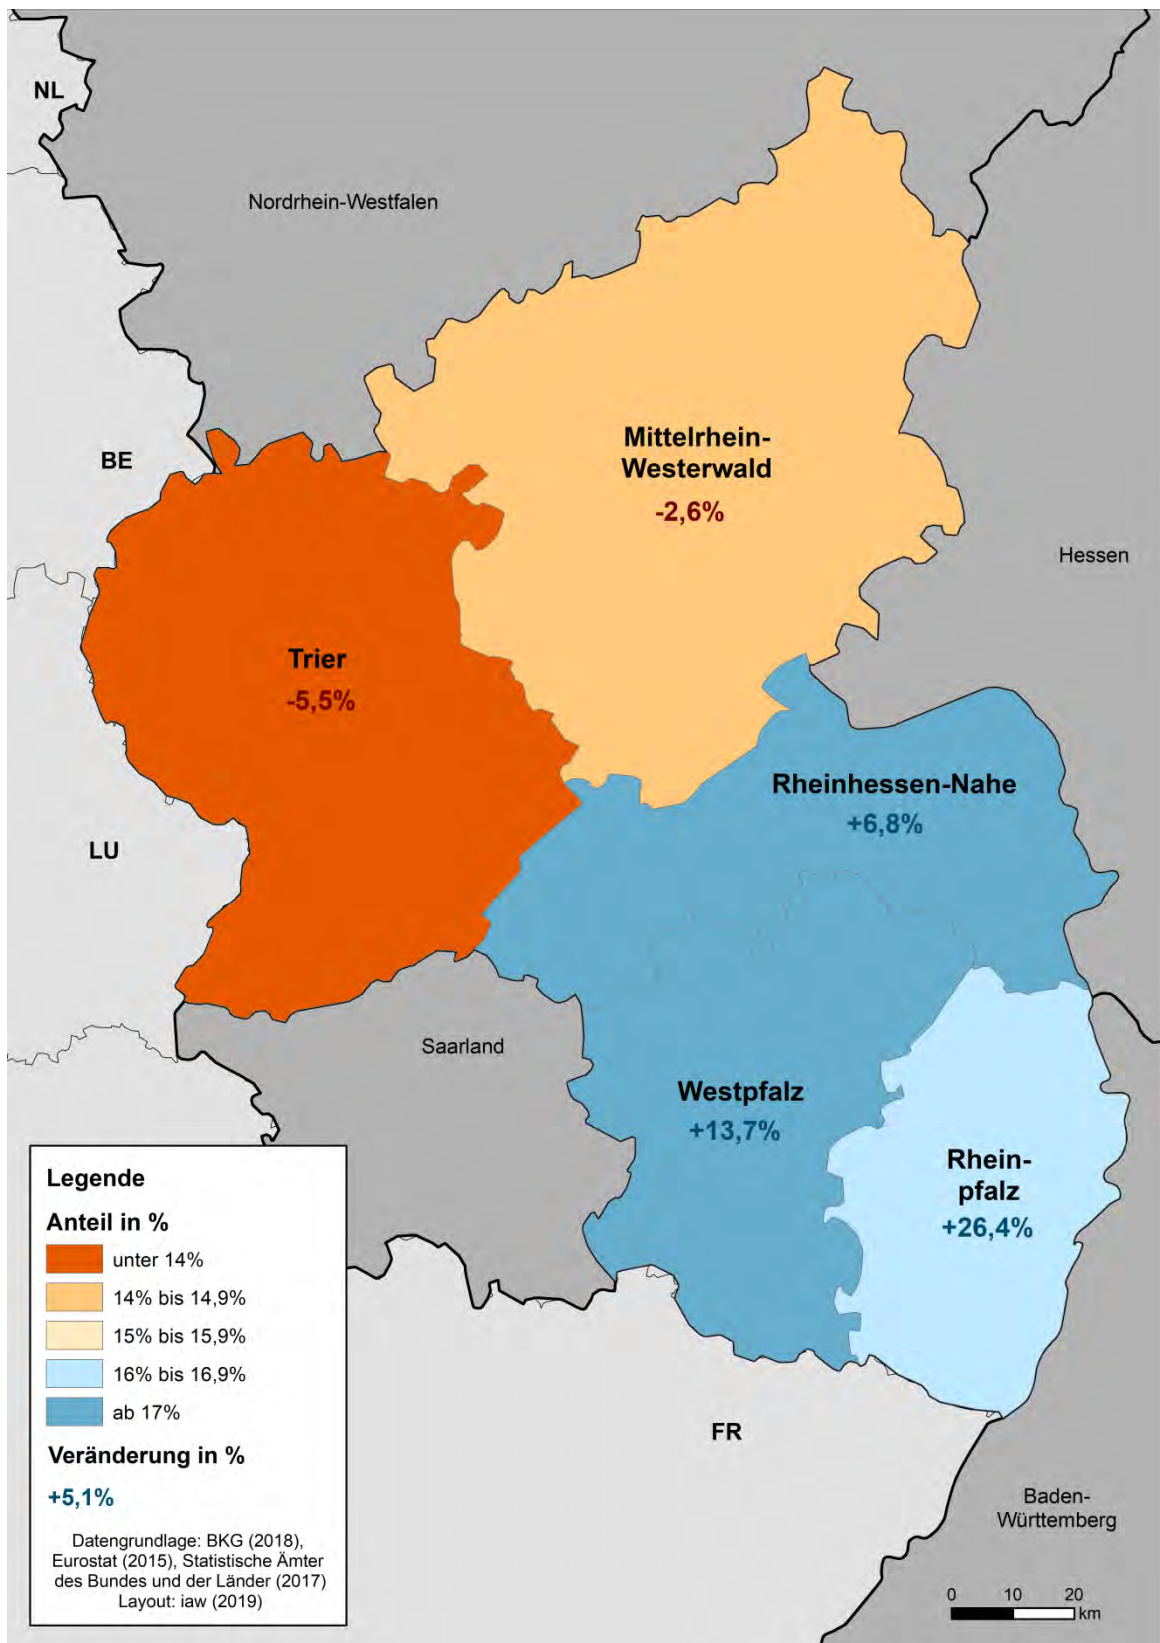 NL
Nordrhein-Westfalen
BE
Mittelrhein-
Westerwald
-2,6%
Hessen
Trier
-5,5%
Rheinhessen-Nahe
+6,8%
LU
Saarland
Westpfalz
+13,7%
Rhein-
pfalz
+26,4%
FR
Baden-
Württemberg
Legende
Anteil in %
unter 14%
14% bis 14,9%
15% bis 15,9%
16% bis 16,9%
ab 17%
Veränderung in %
+5,1%
Datengrundlage: BKG (2018),
Eurostat (2015), Statistische Ämter
des Bundes und der Länder (2017)
Layout: iaw (2019)
0 10 20
km